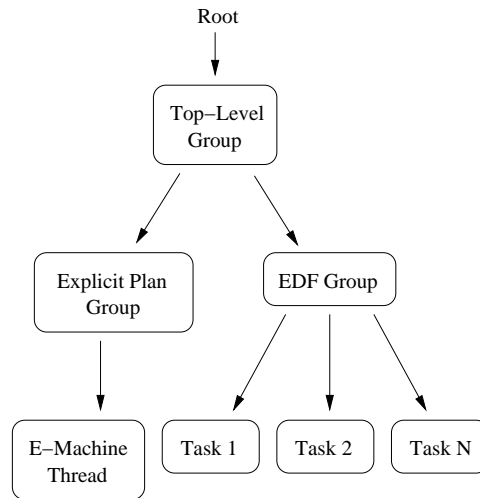 Root
Top–Level
Group
Explicit Plan
Group
EDF Group
E–Machine
Thread
Task 1
Task 2
Task N